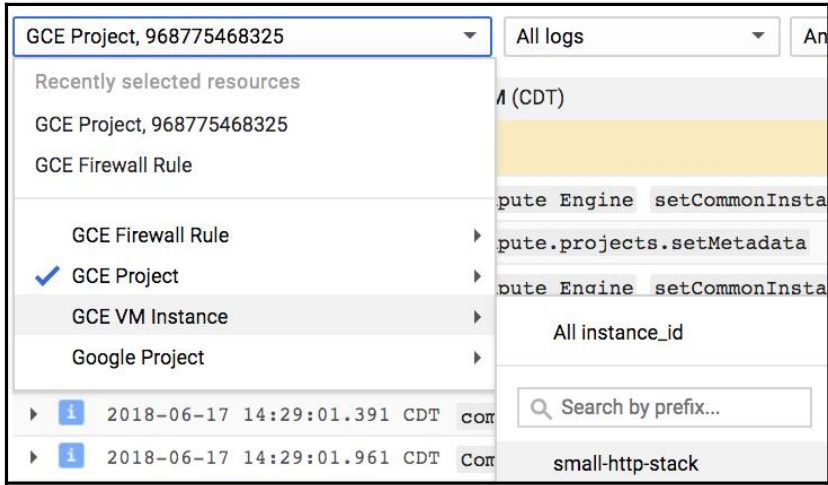 GCE Project, 968775468325 All logs An
Recently selected resources
M (CDT)
GCE Project, 968775468325
GCE Firewall Rule
pute Engine setCommonInsta
GCE Firewall Rule
pute.projects.setMetadata
GCE Project
pute Engine setCommonInsta
GCE VM Instance
All instance_id
Google Project
Search by prefix...
i 2018-06-17 14:29:01.391 CDT com
i 2018-06-17 14:29:01.961 CDT Com
small-http-stack